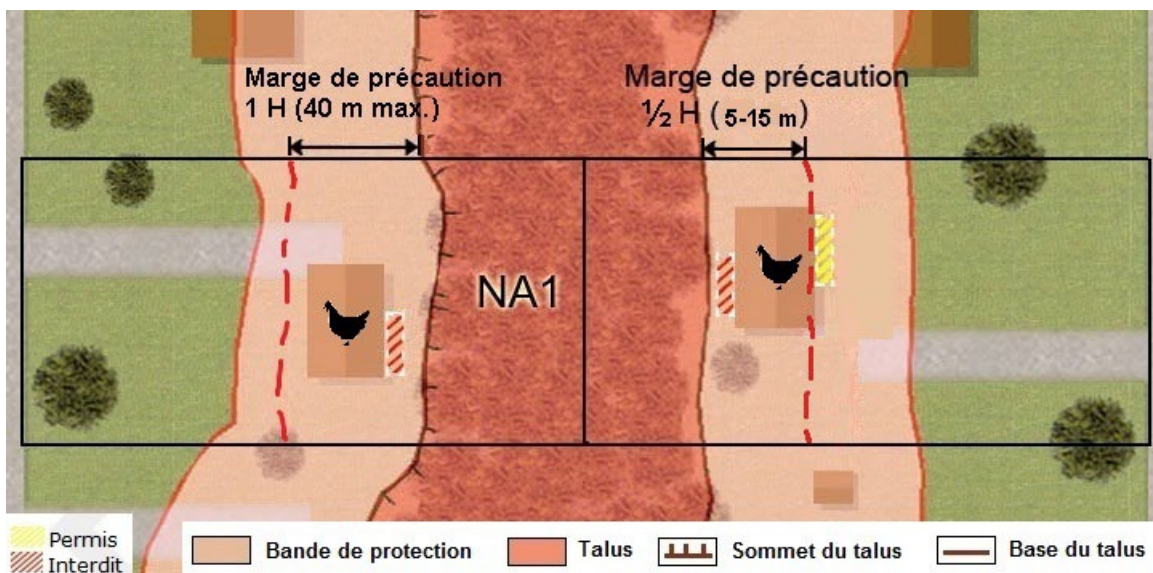 Marge de précaution
1 H (40 m max.)
Marge de précaution
½ H (5-15 m)
NA1
Permis
Interdit
Bande de protection
Talus
Sommet du talus
Base du talus